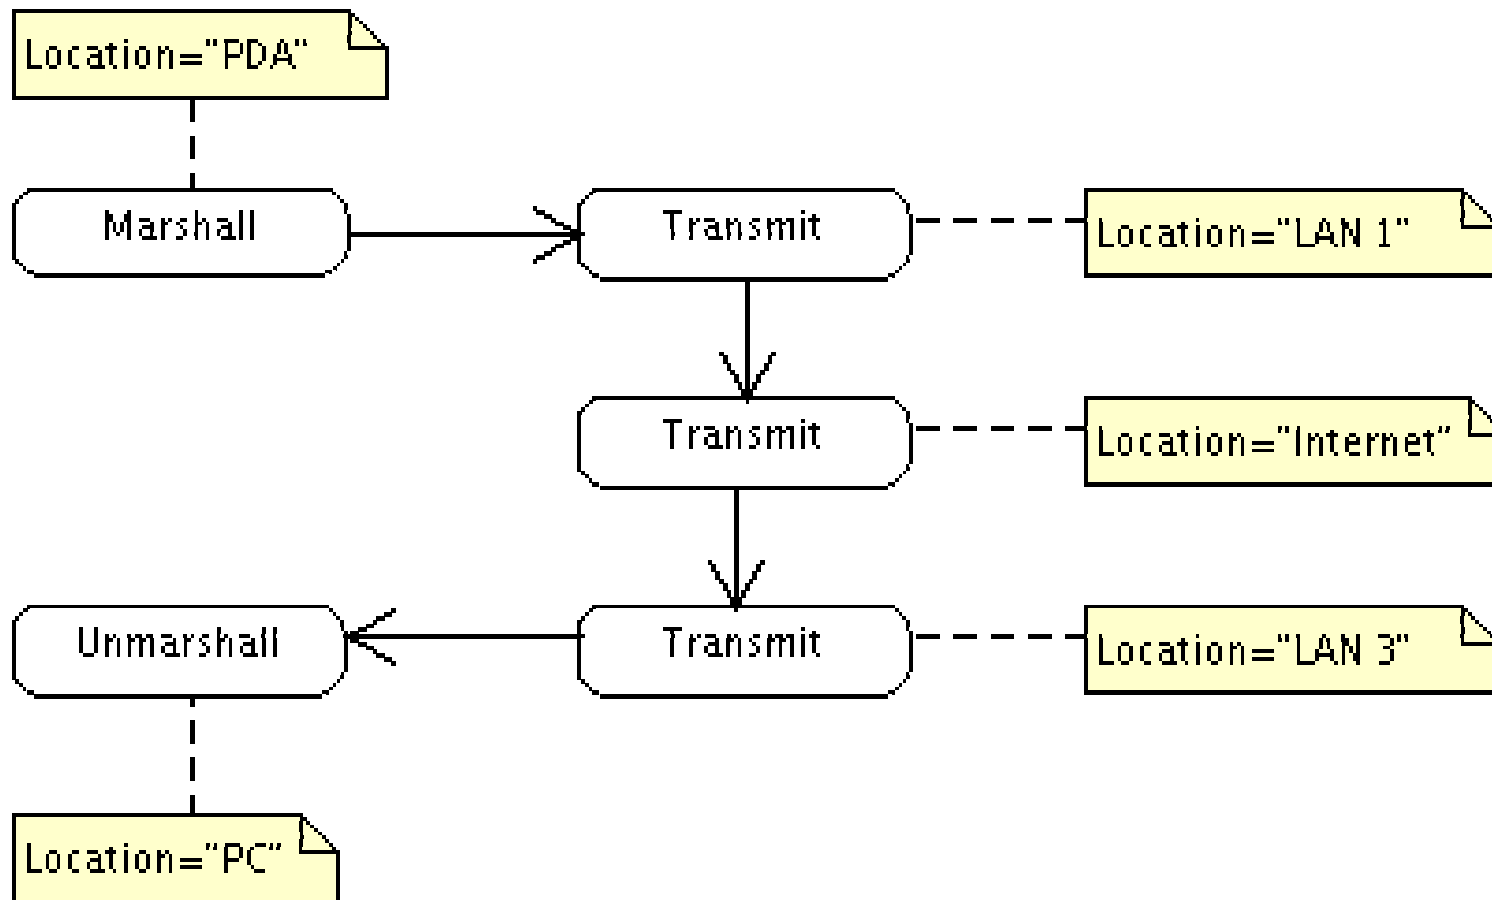 Location="PDA"
Marshall
Transmit
Location="LAN 1"
Transmit
Location="Internet"
Unmarshall
Transmit
Location="LAN 3"
Location="PC"